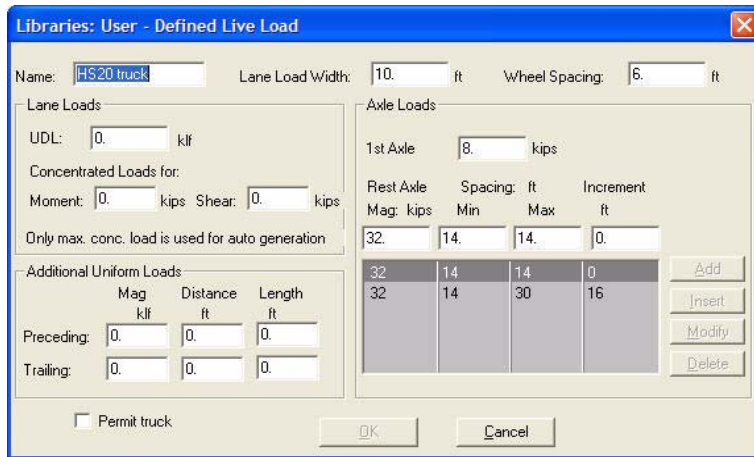 Libraries: User - Defined Live Load
Name: HS20 truck Lane Load Width: 10. ft Wheel Spacing: 6. ft
Lane Loads
UDL: 0. klf
Concentrated Loads for:
Moment: 0. kips Shear: 0. kips
Only max. conc. load is used for auto generation
Additional Uniform Loads
Mag Distance Length
klf ft ft
Preceding: 0. 0. 0.
Trailing: 0. 0. 0.
Permit truck
Axle Loads
1st Axle 8. kips
Rest Axle Spacing: ft Increment
Mag: kips Min Max ft
32. 14. 14. 0.
32 14 14 0
32 14 30 16
Add
Insert
Modify
Delete
OK Cancel